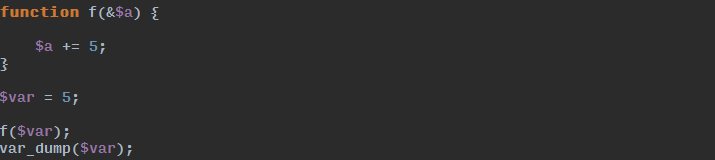 function f(&$a) {
$a += 5;
}
$var = 5;
f($var);
var_dump($var);